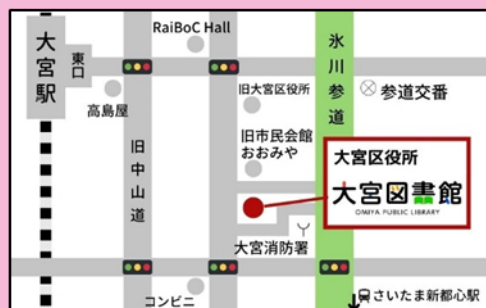 RaiBoC Hall
大宮駅
東口
高島屋
旧中山道
旧大宮区役所
旧市民会館
おおみや
氷川参道
参道交番
大宮区役所
大宮図書館
OMIYA PUBLIC LIBRARY
大宮消防署
コンビニ
さいたま新都心駅